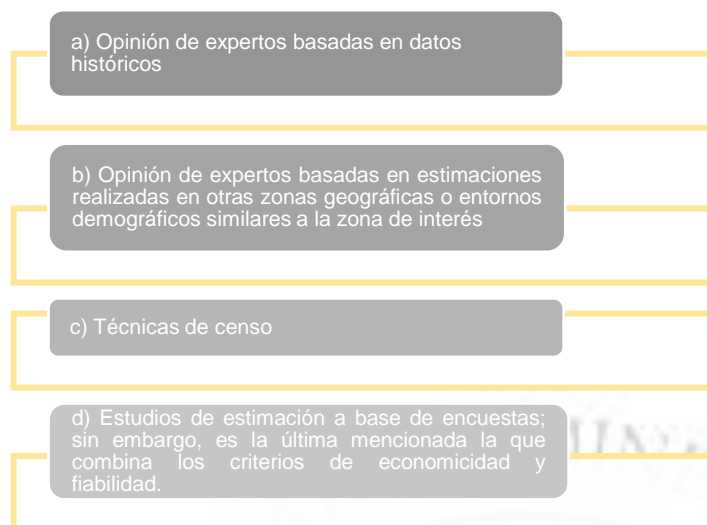 a) Opinión de expertos basadas en datos
históricos
b) Opinión de expertos basadas en estimaciones
realizadas en otras zonas geográficas o entornos
demográficos similares a la zona de interés
c) Técnicas de censo
d) Estudios de estimación a base de encuestas;
sin embargo, es la última mencionada la que
combina los criterios de economicidad y
fiabilidad.